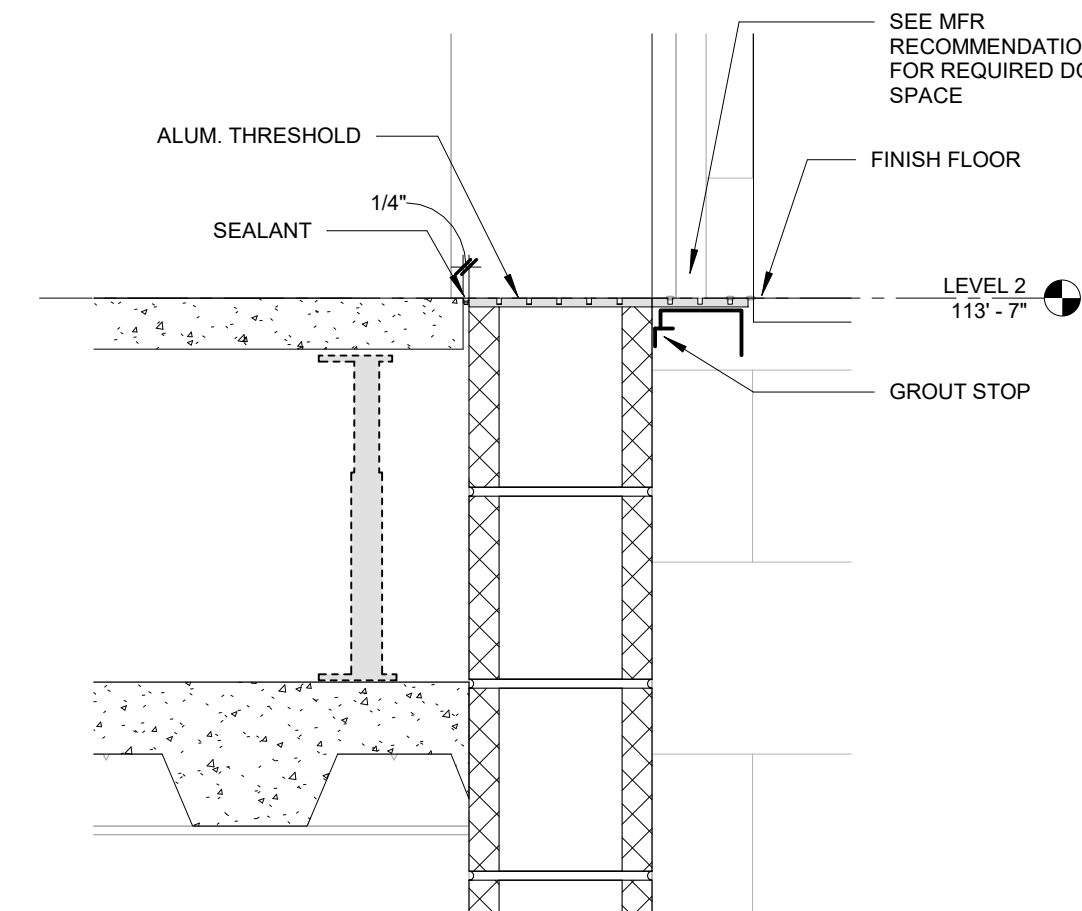 SEE MFR
RECOMMENDATIO
FOR REQUIRED DO
SPACE
ALUM. THRESHOLD
FINISH FLOOR
1/4"
SEALANT
LEVEL 2
113' - 7"
GROUT STOP